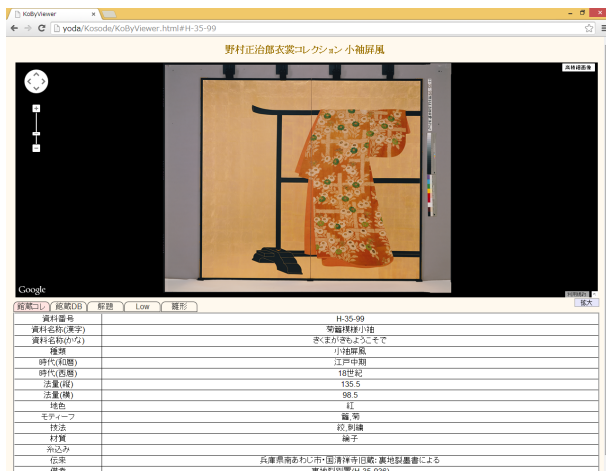 KoByViewer
yoda/Kosode/KoByViewer.html#H-35-99
野村正治郎衣裳コレクション 小袖屏風
高精細画像
Google
利用規約
拡大
館蔵コレ 館蔵DB 解題 Low 雛形
資料番号 H-35-99
資料名称(漢字) 菊籬模様小袖
資料名称(かな) きくまがきもようこそで
種類 小袖屏風
時代(和暦) 江戸中期
時代(西暦) 18世紀
法量(縦) 135.5
法量(横) 98.5
地色 紅
モティーフ 籬,菊
技法 絞,刺繍
材質 綸子
糸込み
伝来 兵庫県南あわじ市・国清禅寺旧蔵: 裏地裂墨書による
備考